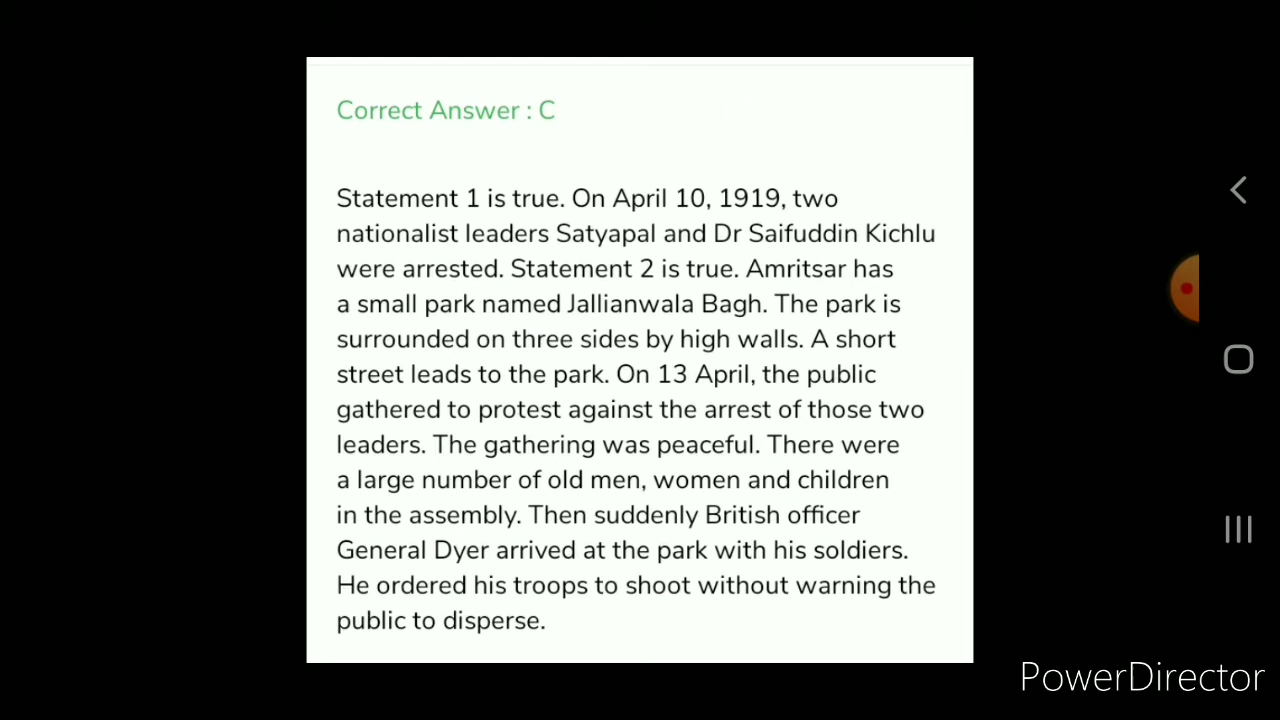 Correct Answer : C
Statement 1 is true. On April 10, 1919, two
nationalist leaders Satyapal and Dr Saifuddin Kichlu
were arrested. Statement 2 is true. Amritsar has
a small park named Jallianwala Bagh. The park is
surrounded on three sides by high walls. A short
street leads to the park. On 13 April, the public
gathered to protest against the arrest of those two
leaders. The gathering was peaceful. There were
a large number of old men, women and children
in the assembly. Then suddenly British officer
General Dyer arrived at the park with his soldiers.
He ordered his troops to shoot without warning the
public to disperse.
PowerDirector